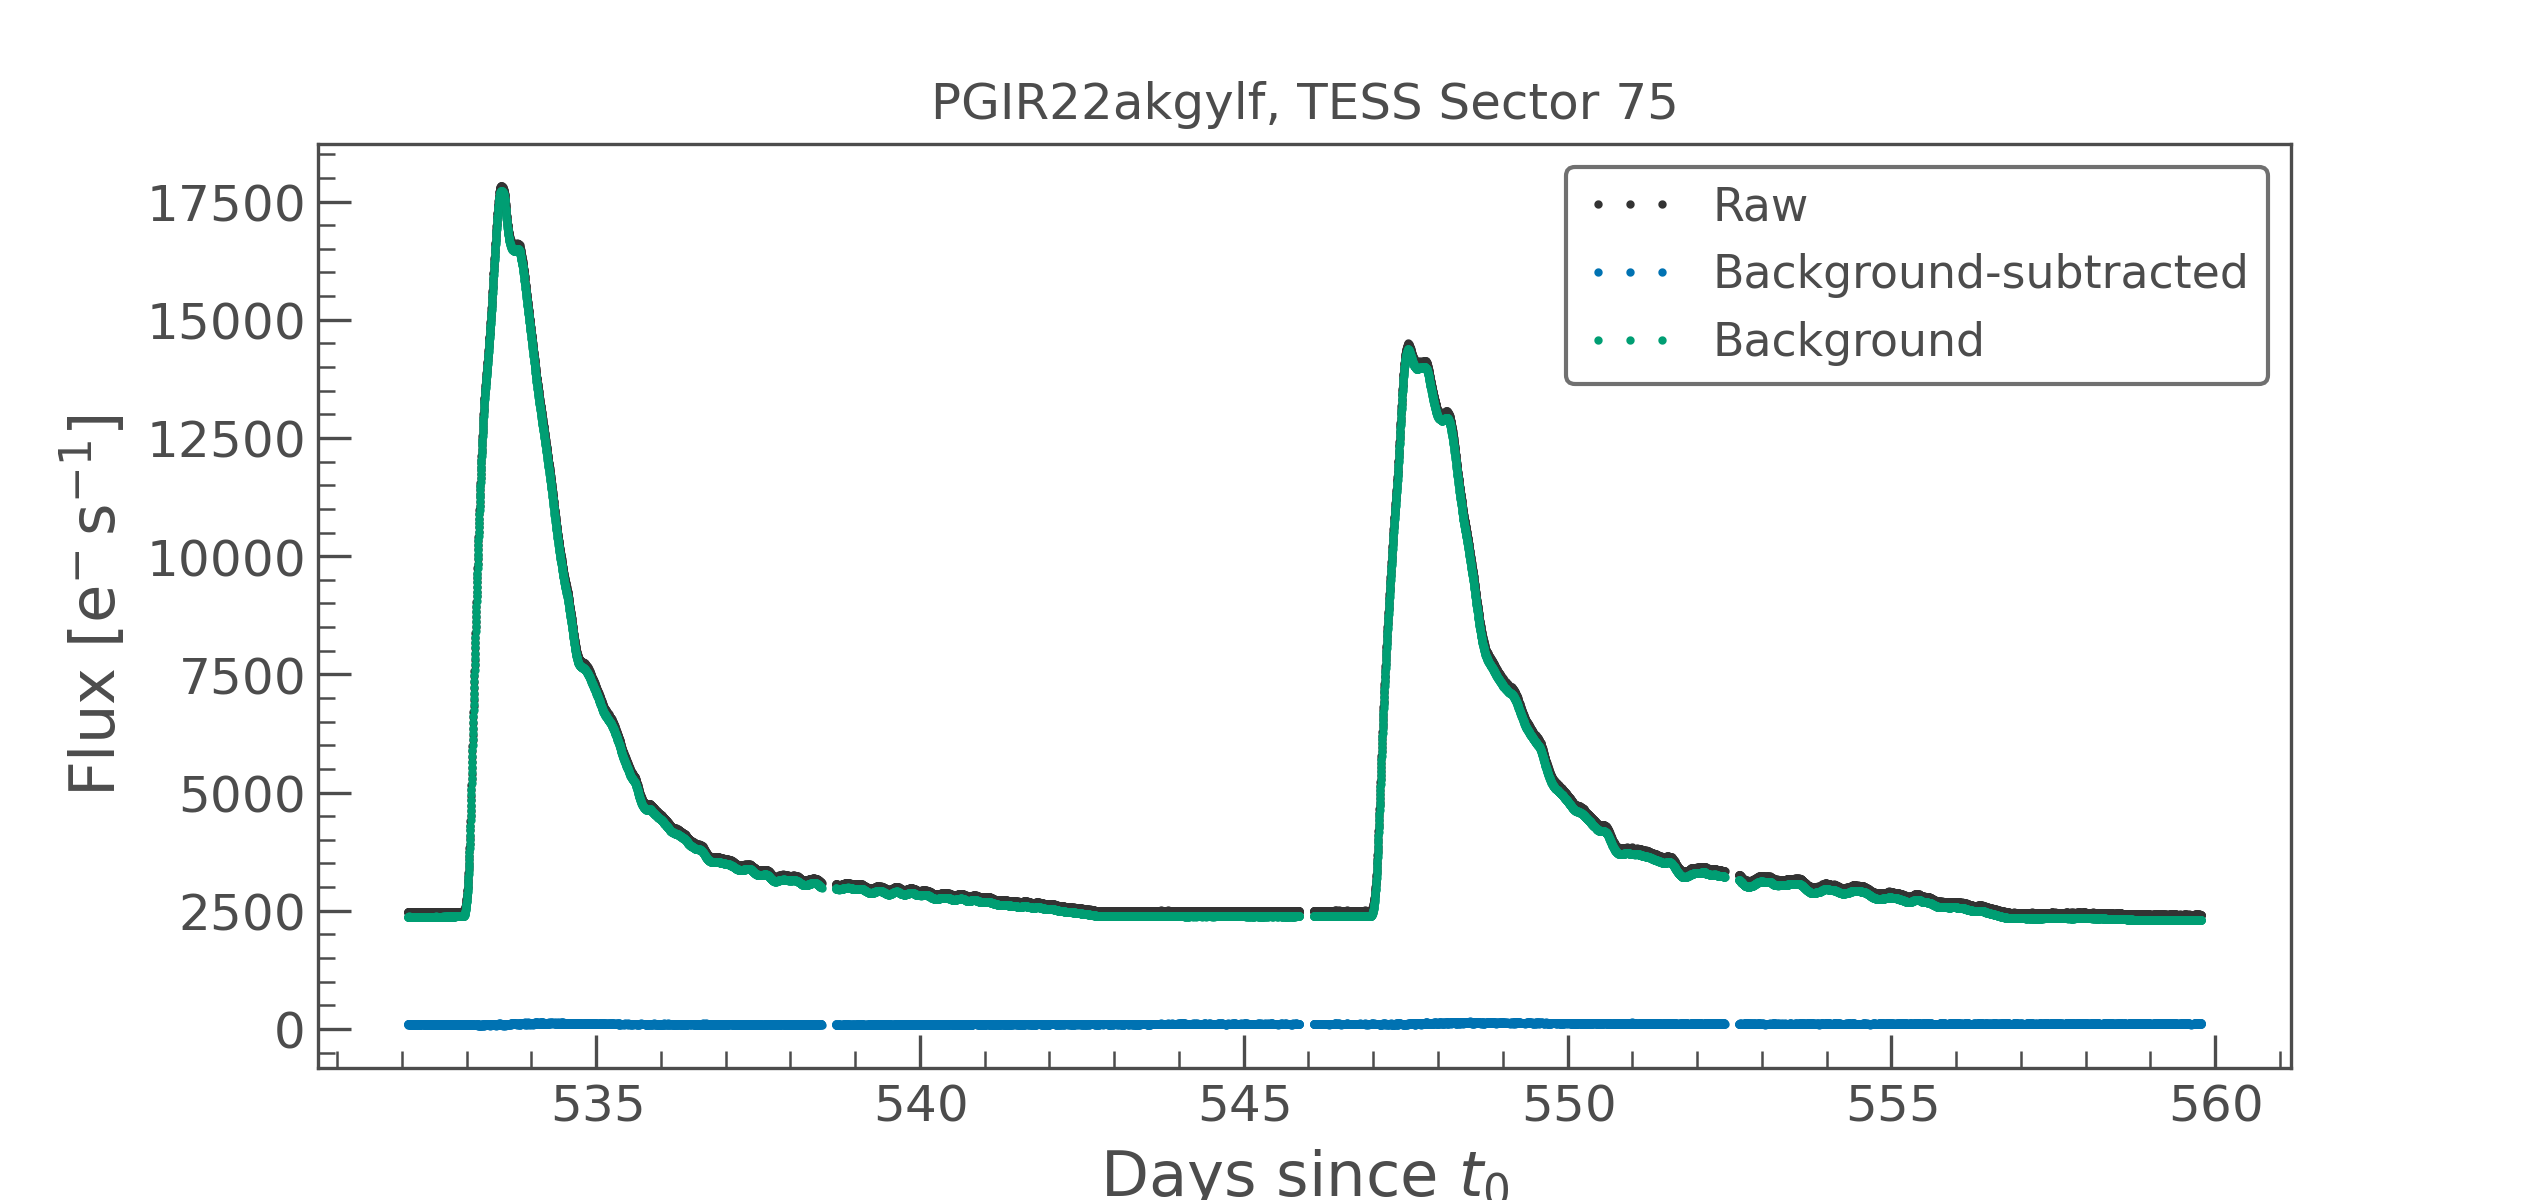 PGIR22akgylf, TESS Sector 75
Raw
Background-subtracted
Background
17500
15000
12500
10000
7500
5000
2500
0
Flux [e⁻ s⁻¹]
535 540 545 550 555 560
Days since t₀